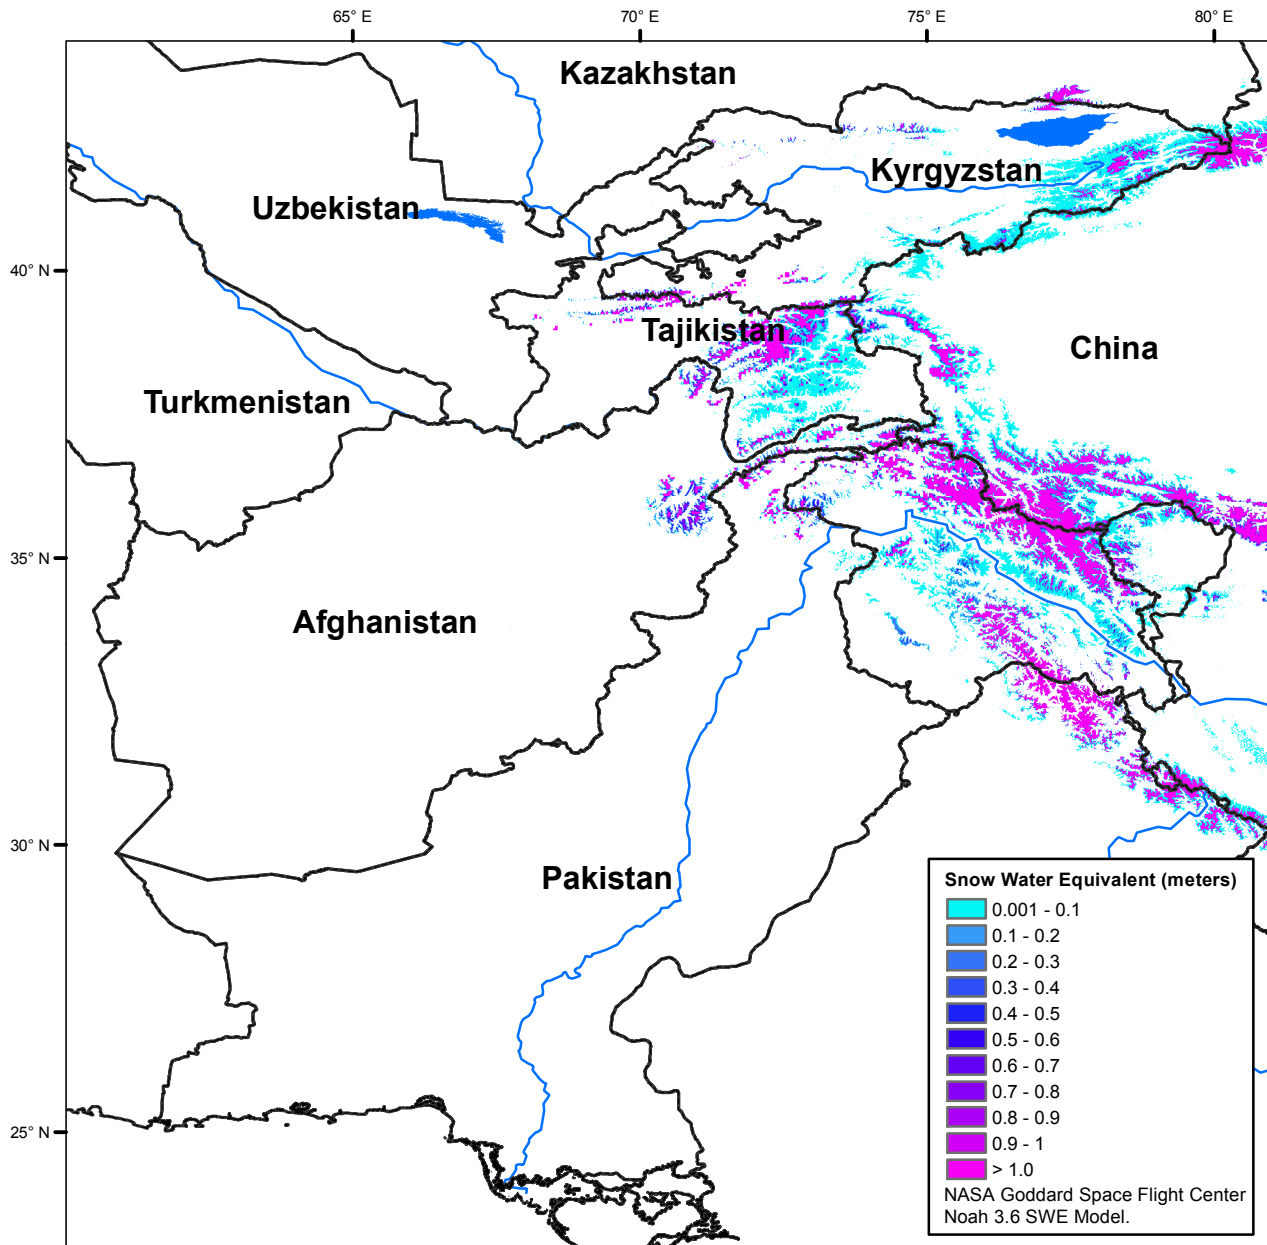 65° E
70° E
75° E
80° E
Kazakhstan
Kyrgyzstan
Uzbekistan
40° N
Tajikistan
China
Turkmenistan
35° N
Afghanistan
30° N
Pakistan
25° N
Snow Water Equivalent (meters)
0.001 - 0.1
0.1 - 0.2
0.2 - 0.3
0.3 - 0.4
0.4 - 0.5
0.5 - 0.6
0.6 - 0.7
0.7 - 0.8
0.8 - 0.9
0.9 - 1
> 1.0
NASA Goddard Space Flight Center
Noah 3.6 SWE Model.